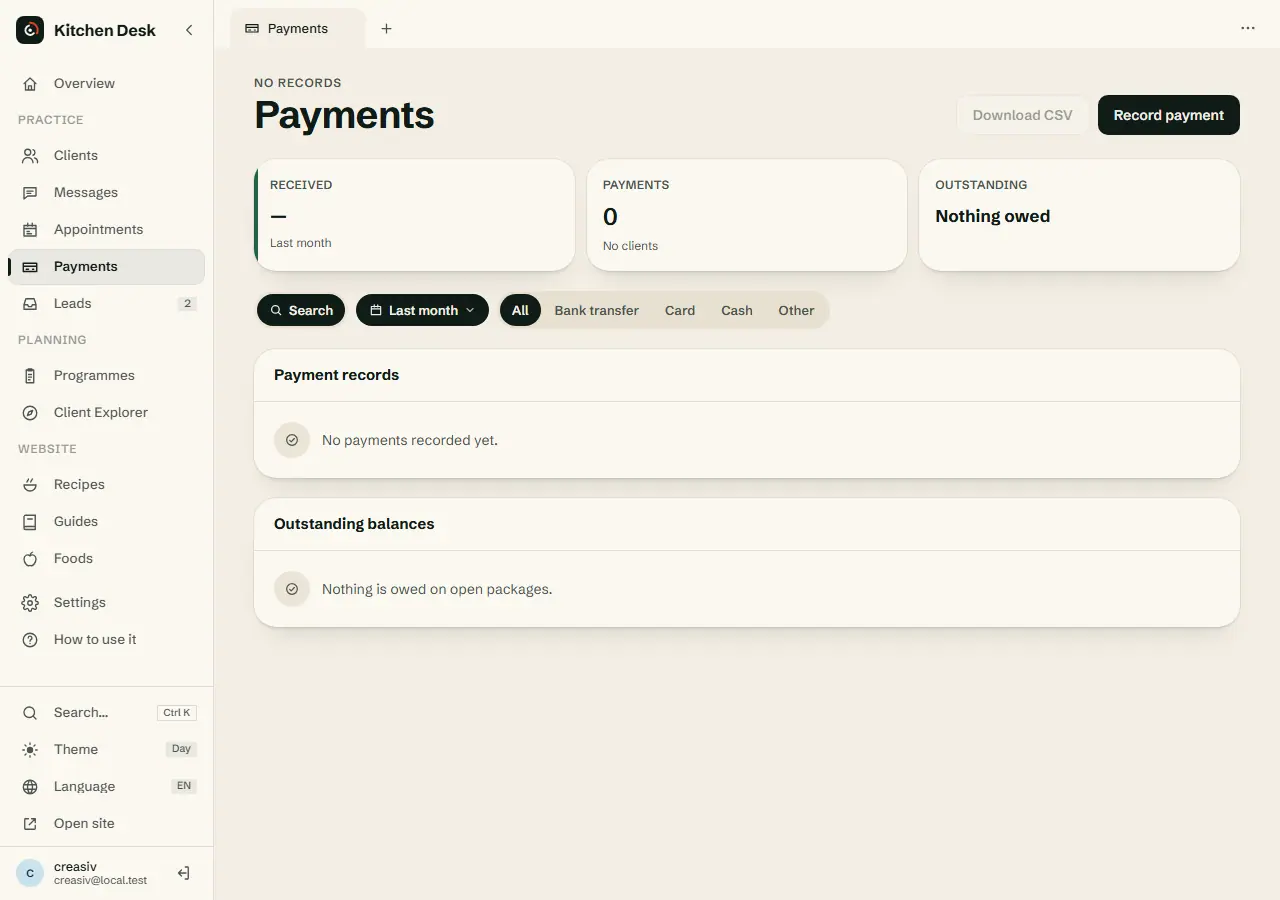 Kitchen Desk
Overview
PRACTICE
Clients
Messages
Appointments
Payments
Leads 2
PLANNING
Programmes
Client Explorer
WEBSITE
Recipes
Guides
Foods
Settings
How to use it
Search... Ctrl K
Theme Day
Language EN
Open site
C creasiv
creasiv@local.test
Payments
NO RECORDS
Payments
Download CSV Record payment
RECEIVED
—
Last month
PAYMENTS
0
No clients
OUTSTANDING
Nothing owed
Search Last month All Bank transfer Card Cash Other
Payment records
No payments recorded yet.
Outstanding balances
Nothing is owed on open packages.